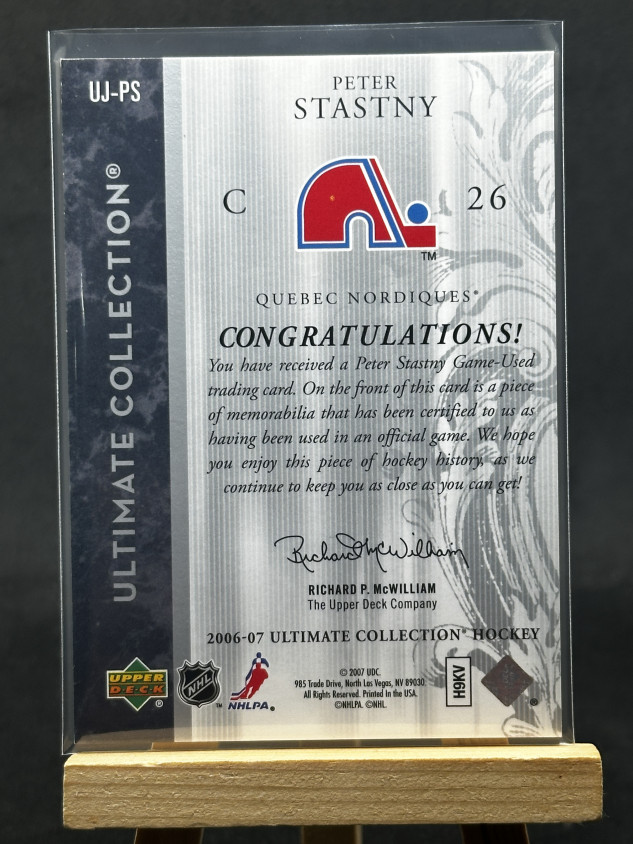 UJ-PS
PETER
STASTNY
C
26
TM
QUEBEC NORDIQUES®
CONGRATULATIONS!
You have received a Peter Stastny Game-Used
trading card. On the front of this card is a piece
of memorabilia that has been certified to us as
having been used in an official game. We hope
you enjoy this piece of hockey history, as we
continue to keep you as close as you can get!
Richard McWilliam
RICHARD P. McWILLIAM
The Upper Deck Company
2006-07 ULTIMATE COLLECTION® HOCKEY
ULTIMATE COLLECTION®
UPPER
DECK
®
NHL
TM
NHLPA®
© 2007 UDC.
985 Trade Drive, North Las Vegas, NV 89030.
All Rights Reserved. Printed in the USA.
©NHLPA. ©NHL.
H9KV
®